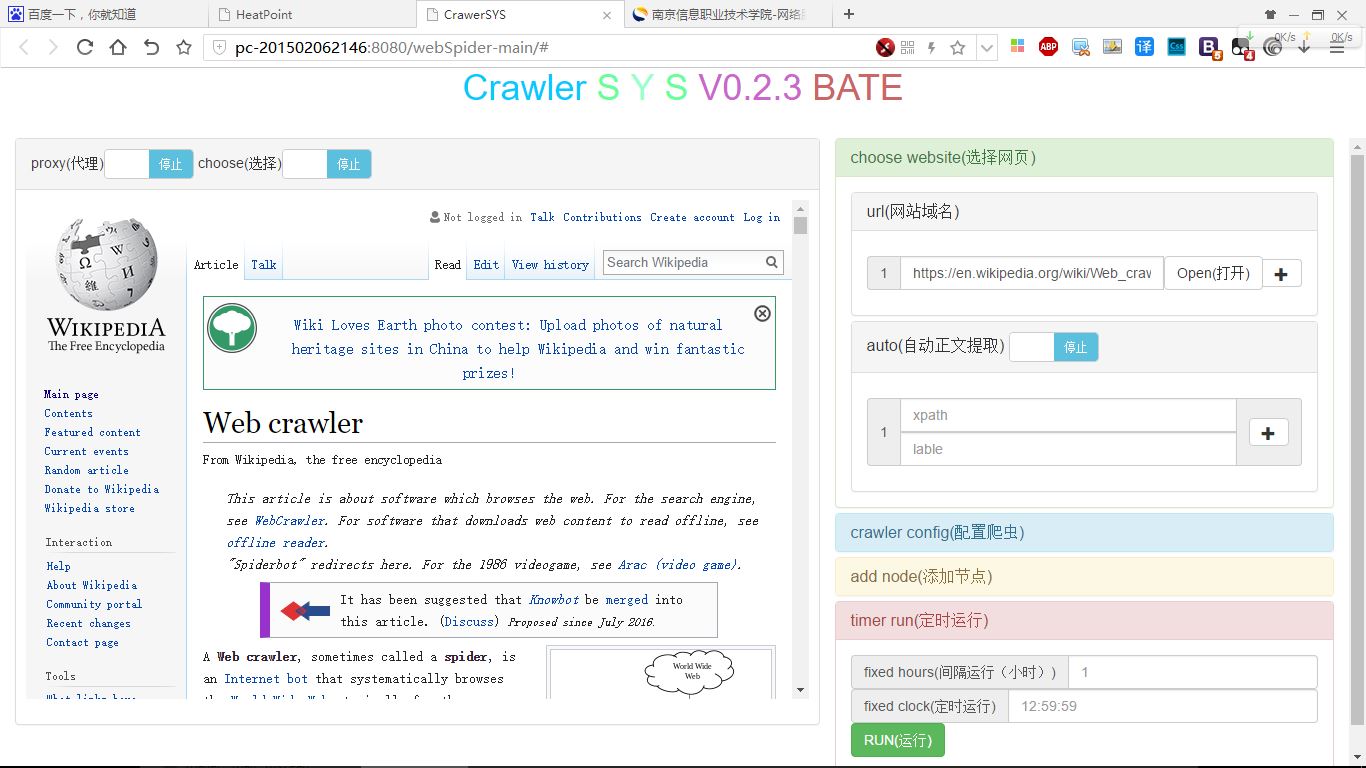 百度一下，你就知道 HeatPoint CrawerSYS 南京信息职业技术学院-网络
pc-201502062146:8080/webSpider-main/#
ABP 译 Css B 6 4 0K/s 0K/s
Crawler S Y S V0.2.3 BATE
proxy(代理) 停止 choose(选择) 停止
Not logged in Talk Contributions Create account Log in
Article Talk Read Edit View history Search Wikipedia
WIKIPEDIA
The Free Encyclopedia
Main page
Contents
Featured content
Current events
Random article
Donate to Wikipedia
Wikipedia store
Interaction
Help
About Wikipedia
Community portal
Recent changes
Contact page
Tools
What links here
Wiki Loves Earth photo contest: Upload photos of natural
heritage sites in China to help Wikipedia and win fantastic
prizes!
Web crawler
From Wikipedia, the free encyclopedia
This article is about software which browses the web. For the search engine,
see WebCrawler. For software that downloads web content to read offline, see
offline reader.
"Spiderbot" redirects here. For the 1986 videogame, see Arac (video game).
It has been suggested that Knowbot be merged into
this article. (Discuss) Proposed since July 2016.
A Web crawler, sometimes called a spider, is
an Internet bot that systematically browses
World Wide
Web
choose website(选择网页)
url(网站域名)
1 https://en.wikipedia.org/wiki/Web_craw Open(打开)
auto(自动正文提取) 停止
1
xpath
lable
crawler config(配置爬虫)
add node(添加节点)
timer run(定时运行)
fixed hours(间隔运行（小时）) 1
fixed clock(定时运行) 12:59:59
RUN(运行)